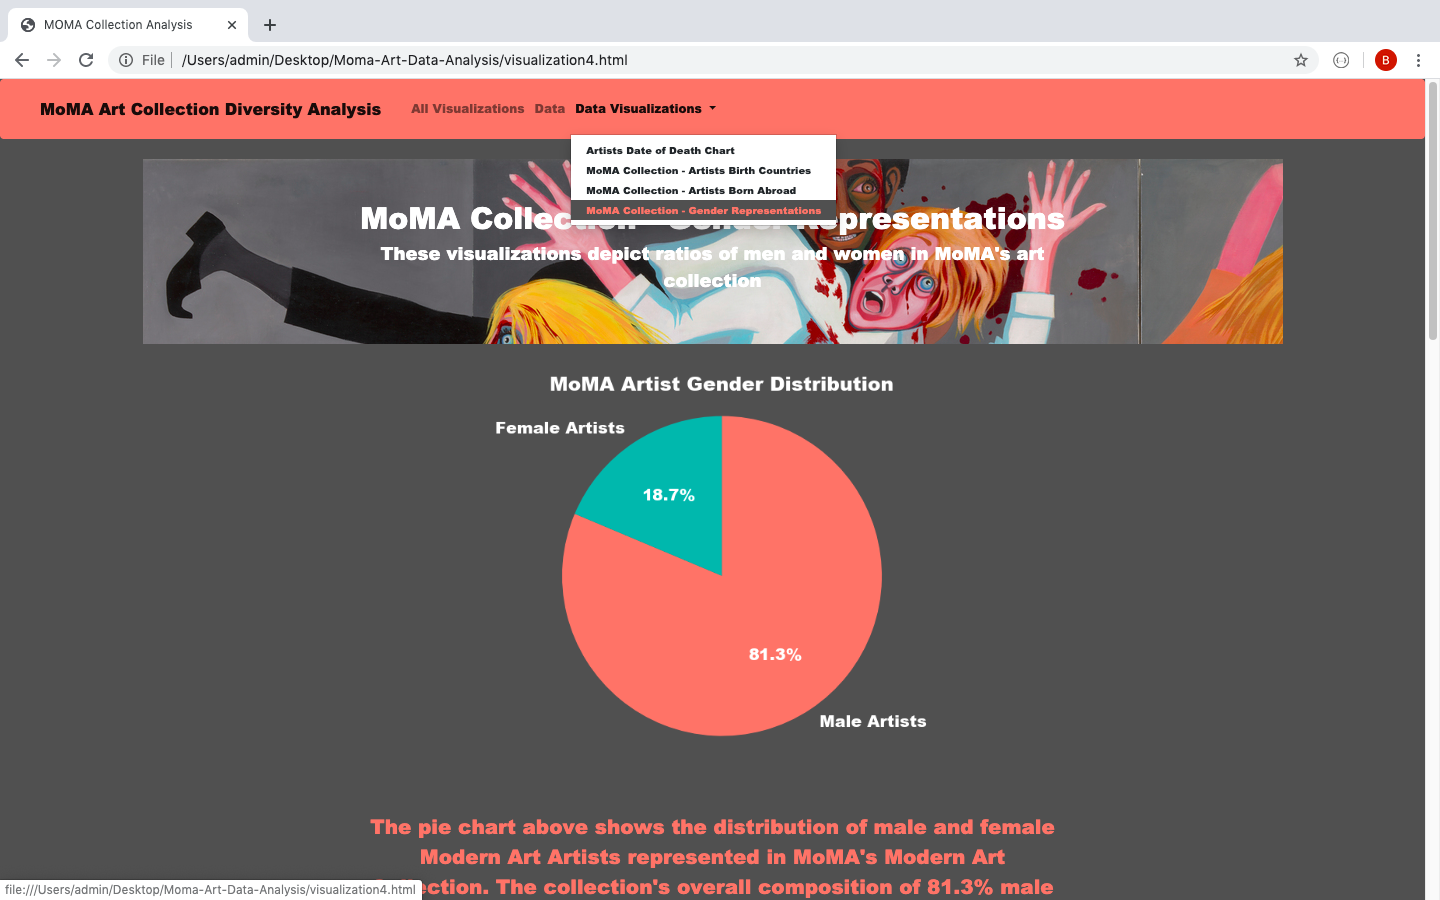 MOMA Collection Analysis
File
/Users/admin/Desktop/Moma-Art-Data-Analysis/visualization4.html
B
MoMA Art Collection Diversity Analysis
All Visualizations
Data
Data Visualizations
Artists Date of Death Chart
MoMA Collection - Artists Birth Countries
MoMA Collection - Artists Born Abroad
MoMA Collection - Gender Representations
MoMA Collection - Gender Representations
These visualizations depict ratios of men and women in MoMA's art
collection
MoMA Artist Gender Distribution
Female Artists
18.7%
81.3%
Male Artists
The pie chart above shows the distribution of male and female
Modern Art Artists represented in MoMA's Modern Art
ection. The collection's overall composition of 81.3% male
file:///Users/admin/Desktop/Moma-Art-Data-Analysis/visualization4.html